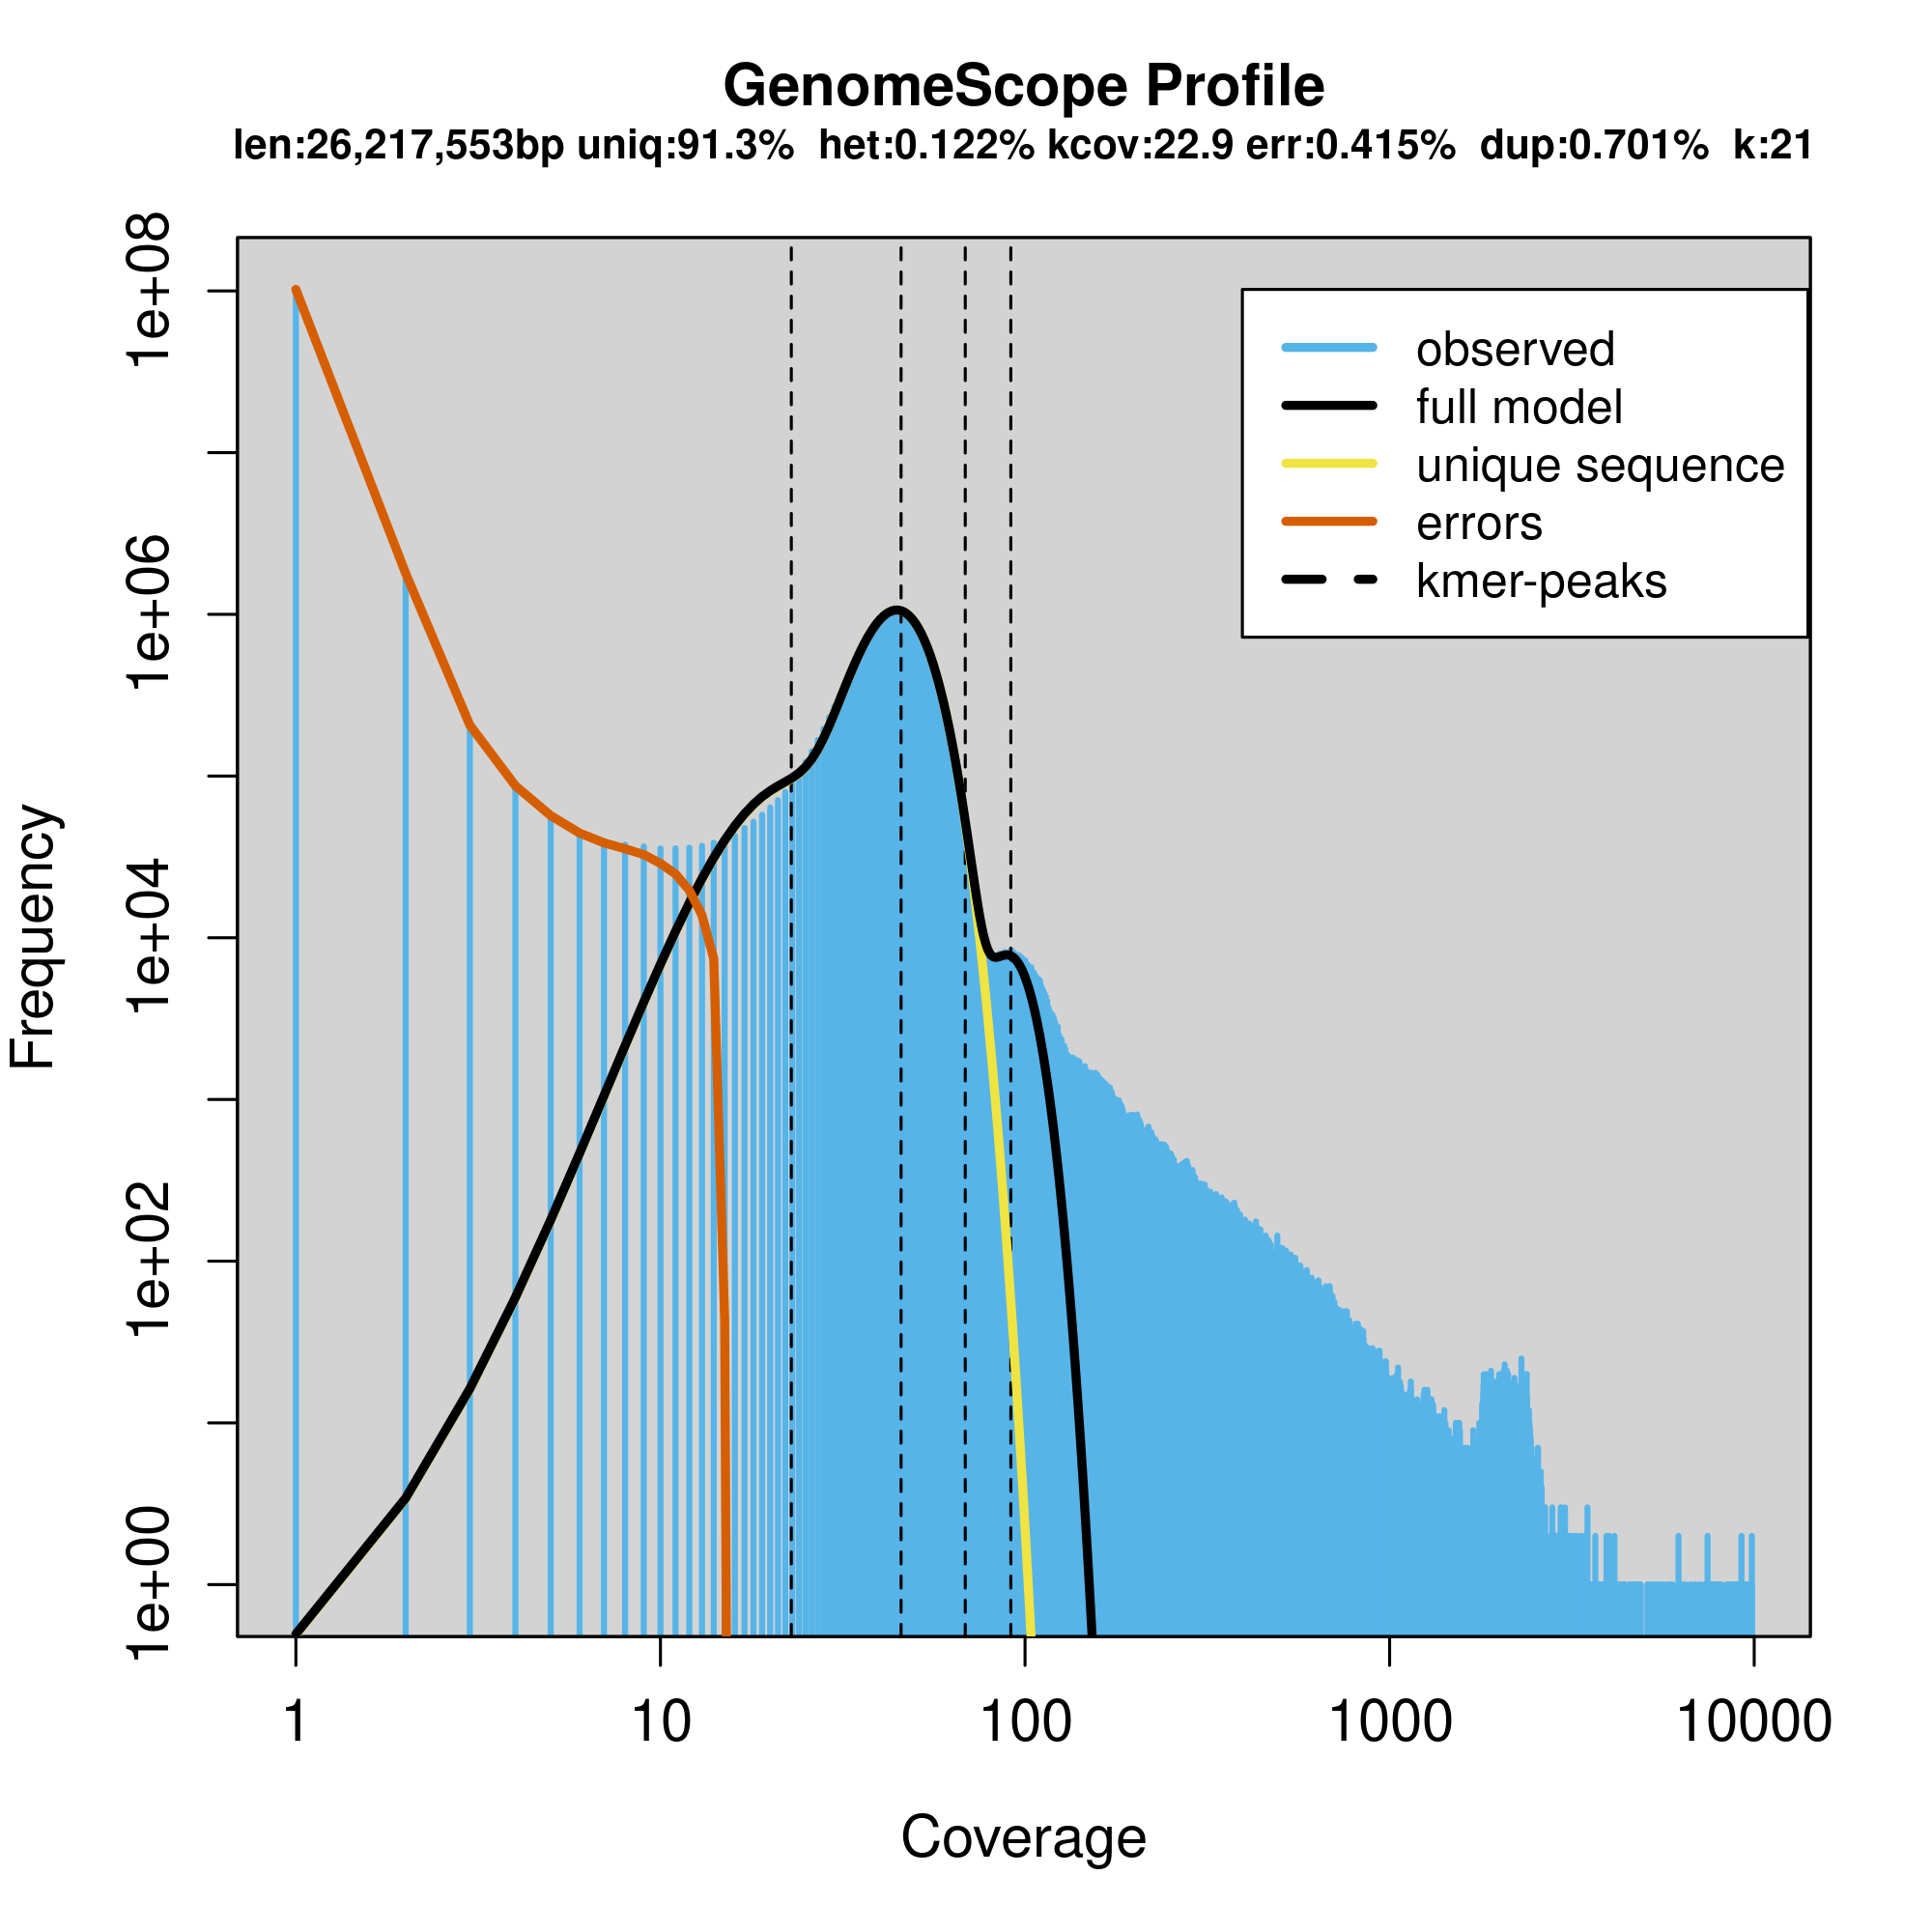 GenomeScope Profile
len:26,217,553bp uniq:91.3% het:0.122% kcov:22.9 err:0.415% dup:0.701% k:21
1e+08
1e+06
1e+04
1e+02
1e+00
Frequency
observed
full model
unique sequence
errors
kmer-peaks
1
10
100
1000
10000
Coverage